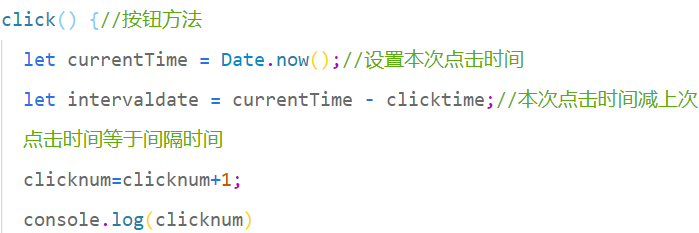 click() {//按钮方法
let currentTime = Date.now();//设置本次点击时间
let intervaldate = currentTime - clicktime;//本次点击时间减上次
点击时间等于间隔时间
clicknum=clicknum+1;
console.log(clicknum)